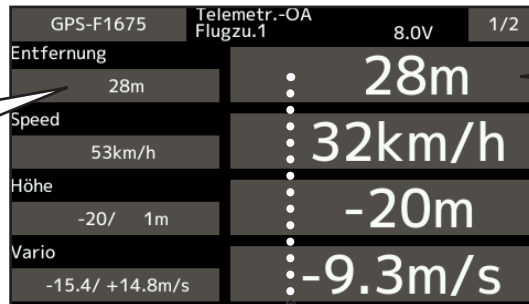 GPS-F1675 Telemetr.-OA 1/2
Flugzu.1 8.0V
Entfernung
28m 28m
Speed
53km/h 32km/h
Höhe
-20/ 1m -20m
Vario
-15.4/ +14.8m/s -9.3m/s